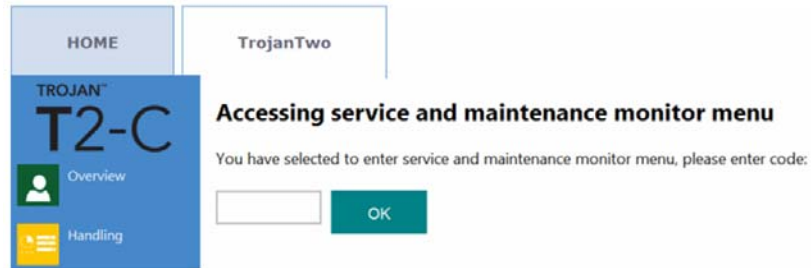 HOME
TrojanTwo
TROJAN™
T2-C
Overview
Handling
Accessing service and maintenance monitor menu
You have selected to enter service and maintenance monitor menu, please enter code:
OK